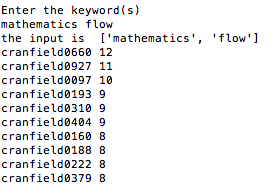 Enter the keyword(s)
mathematics flow
the input is  ['mathematics', 'flow']
cranfield0660 12
cranfield0927 11
cranfield0097 10
cranfield0193 9
cranfield0310 9
cranfield0404 9
cranfield0160 8
cranfield0188 8
cranfield0222 8
cranfield0379 8